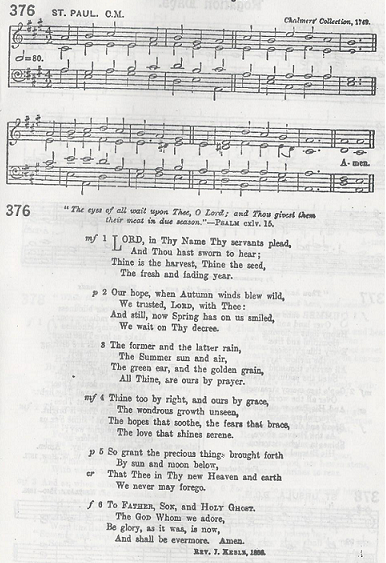 376 ST. PAUL. C.M.
Chalmers' Collection, 1749.
=80.
A-men.
376
"The eyes of all wait upon Thee, O Lord; and Thou givest them
their meat in due season."—PSALM cxlv. 15.
mf 1 LORD, in Thy Name Thy servants plead,
And Thou hast sworn to hear;
Thine is the harvest, Thine the seed,
The fresh and fading year.
p 2 Our hope, when Autumn winds blew wild,
We trusted, LORD, with Thee:
And still, now Spring has on us smiled,
We wait on Thy decree.
3 The former and the latter rain,
The Summer sun and air,
The green ear, and the golden grain,
All Thine, are ours by prayer.
mf 4 Thine too by right, and ours by grace,
The wondrous growth unseen,
The hopes that soothe, the fears that brace,
The love that shines serene.
p 5 So grant the precious things brought forth
By sun and moon below,
cr That Thee in Thy new Heaven and earth
We never may forego.
f 6 To FATHER, SON, and HOLY GHOST.
The GOD Whom we adore,
Be glory, as it was, is now,
And shall be evermore. Amen.
REV. J. KEBLE,